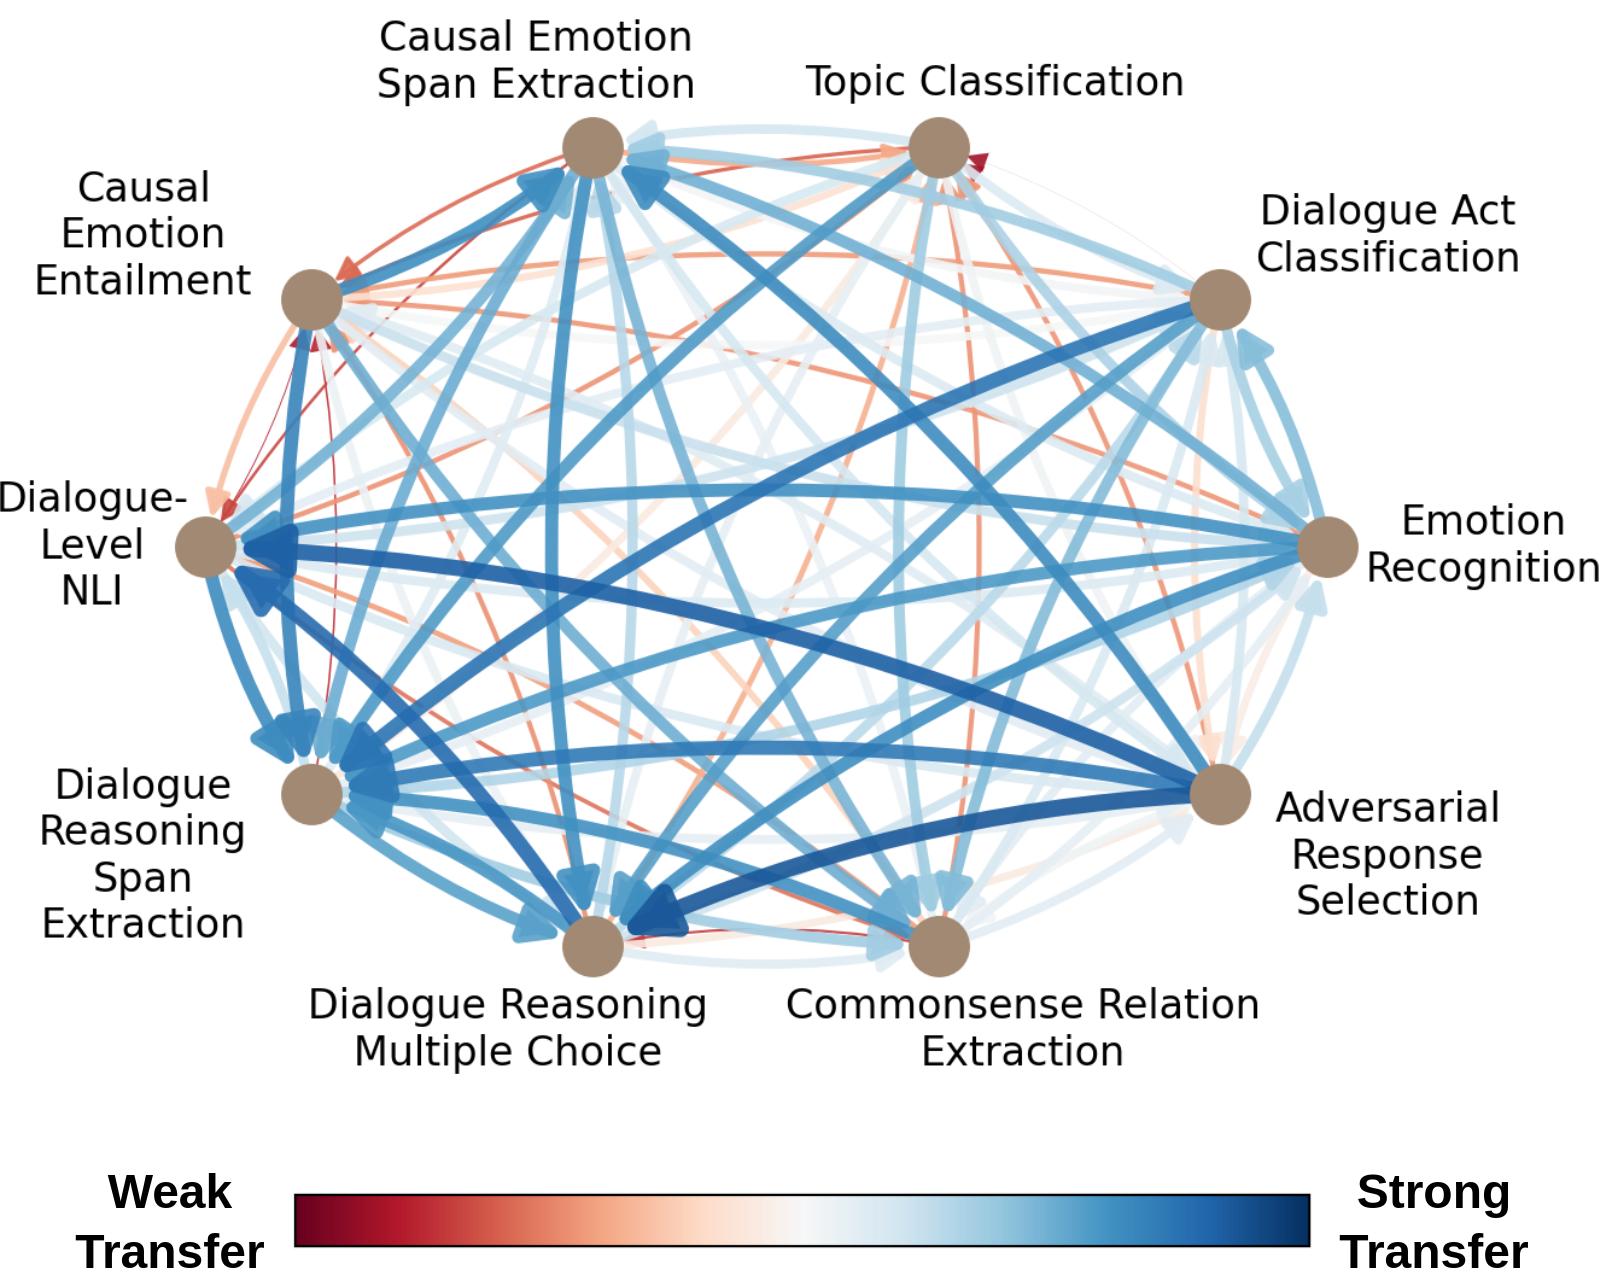 Causal Emotion
Span Extraction
Topic Classification
Causal
Emotion
Entailment
Dialogue Act
Classification
Dialogue-
Level
NLI
Emotion
Recognition
Dialogue
Reasoning
Span
Extraction
Adversarial
Response
Selection
Dialogue Reasoning
Multiple Choice
Commonsense Relation
Extraction
Weak
Transfer
Strong
Transfer